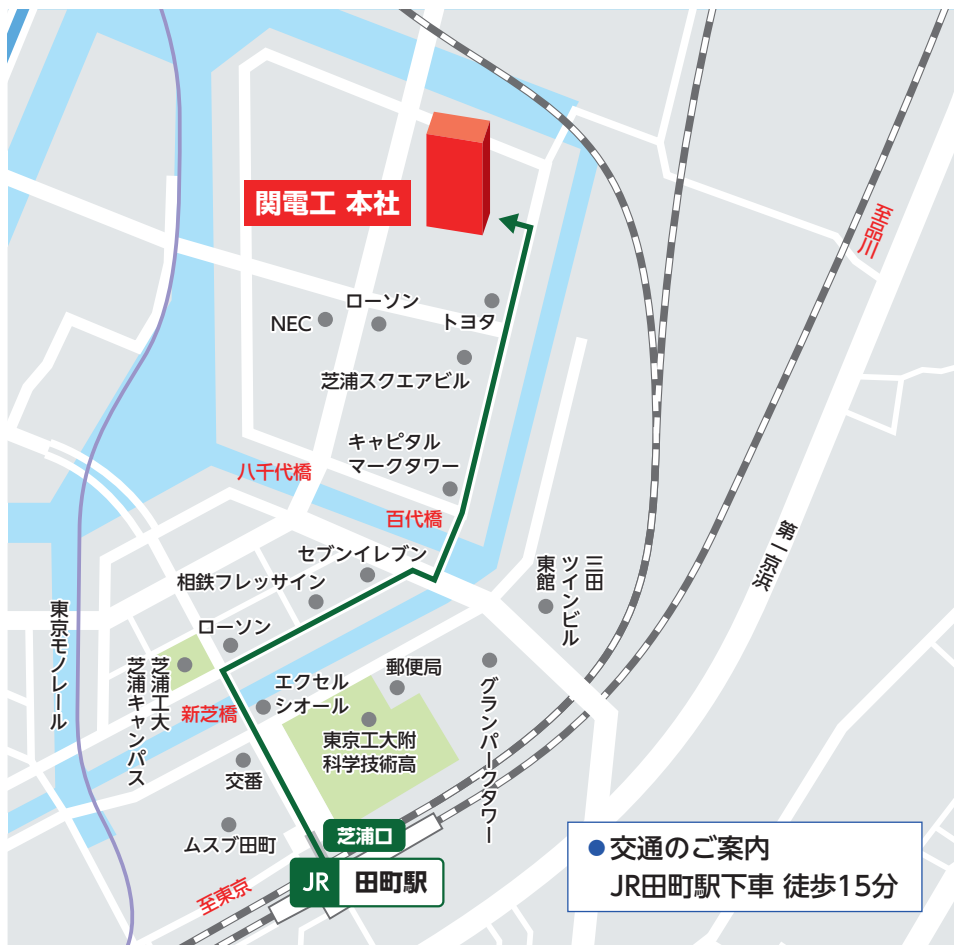 関電工 本社
至品川
NEC
ローソン
トヨタ
芝浦スクエアビル
キャピタル
マークタワー
八千代橋
百代橋
セブンイレブン
相鉄フレッサイン
ローソン
三田
ツインビル
東館
第一京浜
東京モノレール
芝浦工大
芝浦キャンパス
新芝橋
エクセル
シオール
郵便局
東京工大附
科学技術高
グランパークタワー
交番
ムスブ田町
芝浦口
JR 田町駅
至東京
●交通のご案内
JR田町駅下車 徒歩15分